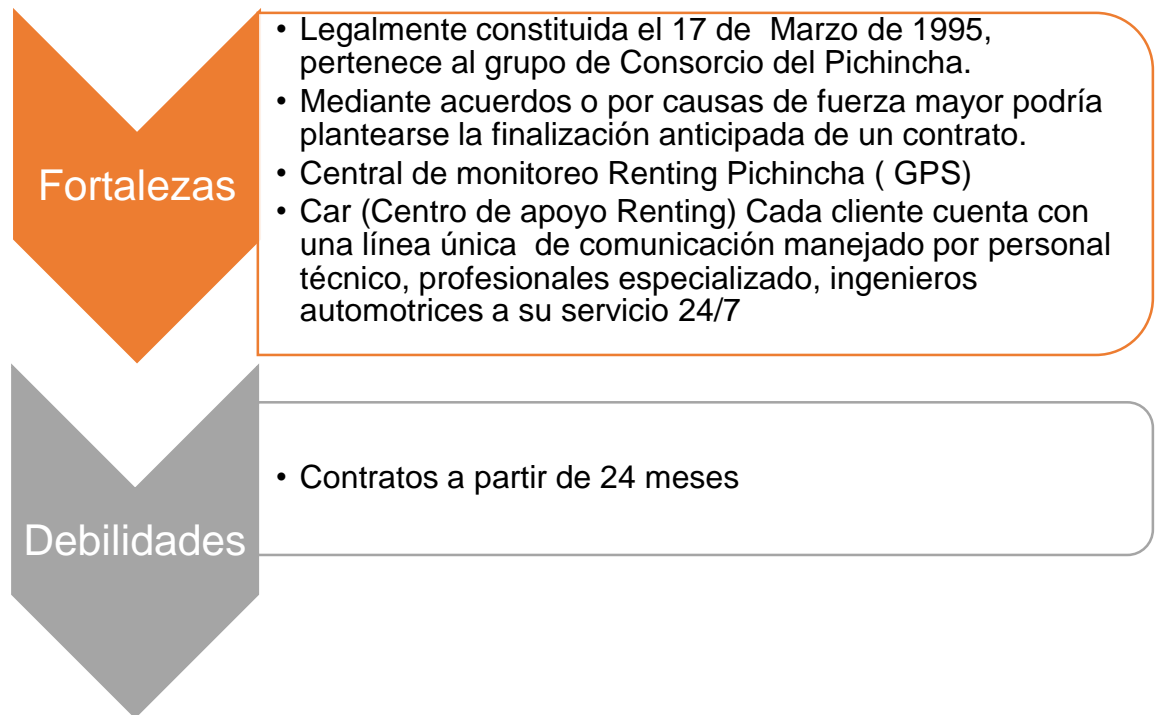 Fortalezas
• Legalmente constituida el 17 de  Marzo de 1995,
pertenece al grupo de Consorcio del Pichincha.
• Mediante acuerdos o por causas de fuerza mayor podría
plantearse la finalización anticipada de un contrato.
• Central de monitoreo Renting Pichincha ( GPS)
• Car (Centro de apoyo Renting) Cada cliente cuenta con
una línea única  de comunicación manejado por personal
técnico, profesionales especializado, ingenieros
automotrices a su servicio 24/7
Debilidades
• Contratos a partir de 24 meses